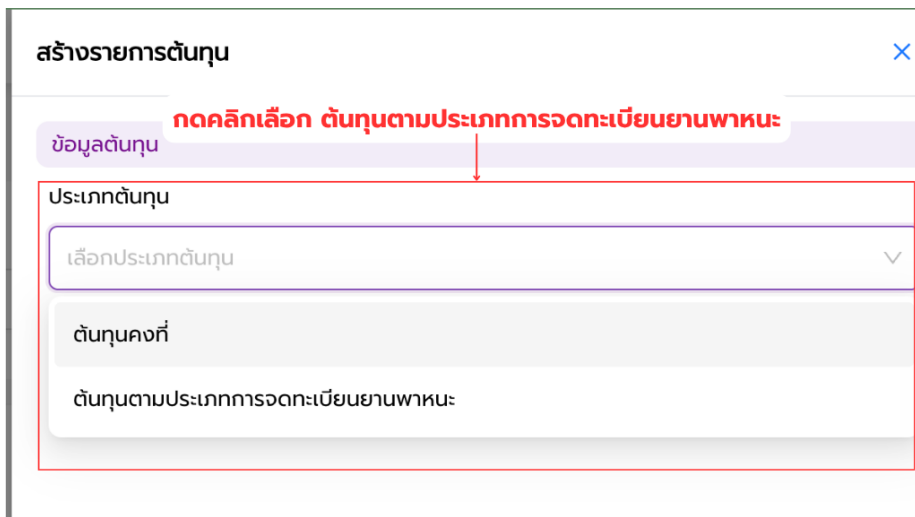 สร้างรายการต้นทุน
กดคลิกเลือก ต้นทุนตามประเภทการจดทะเบียนยานพาหนะ
ข้อมูลต้นทุน
ประเภทต้นทุน
เลือกประเภทต้นทุน
ต้นทุนคงที่
ต้นทุนตามประเภทการจดทะเบียนยานพาหนะ